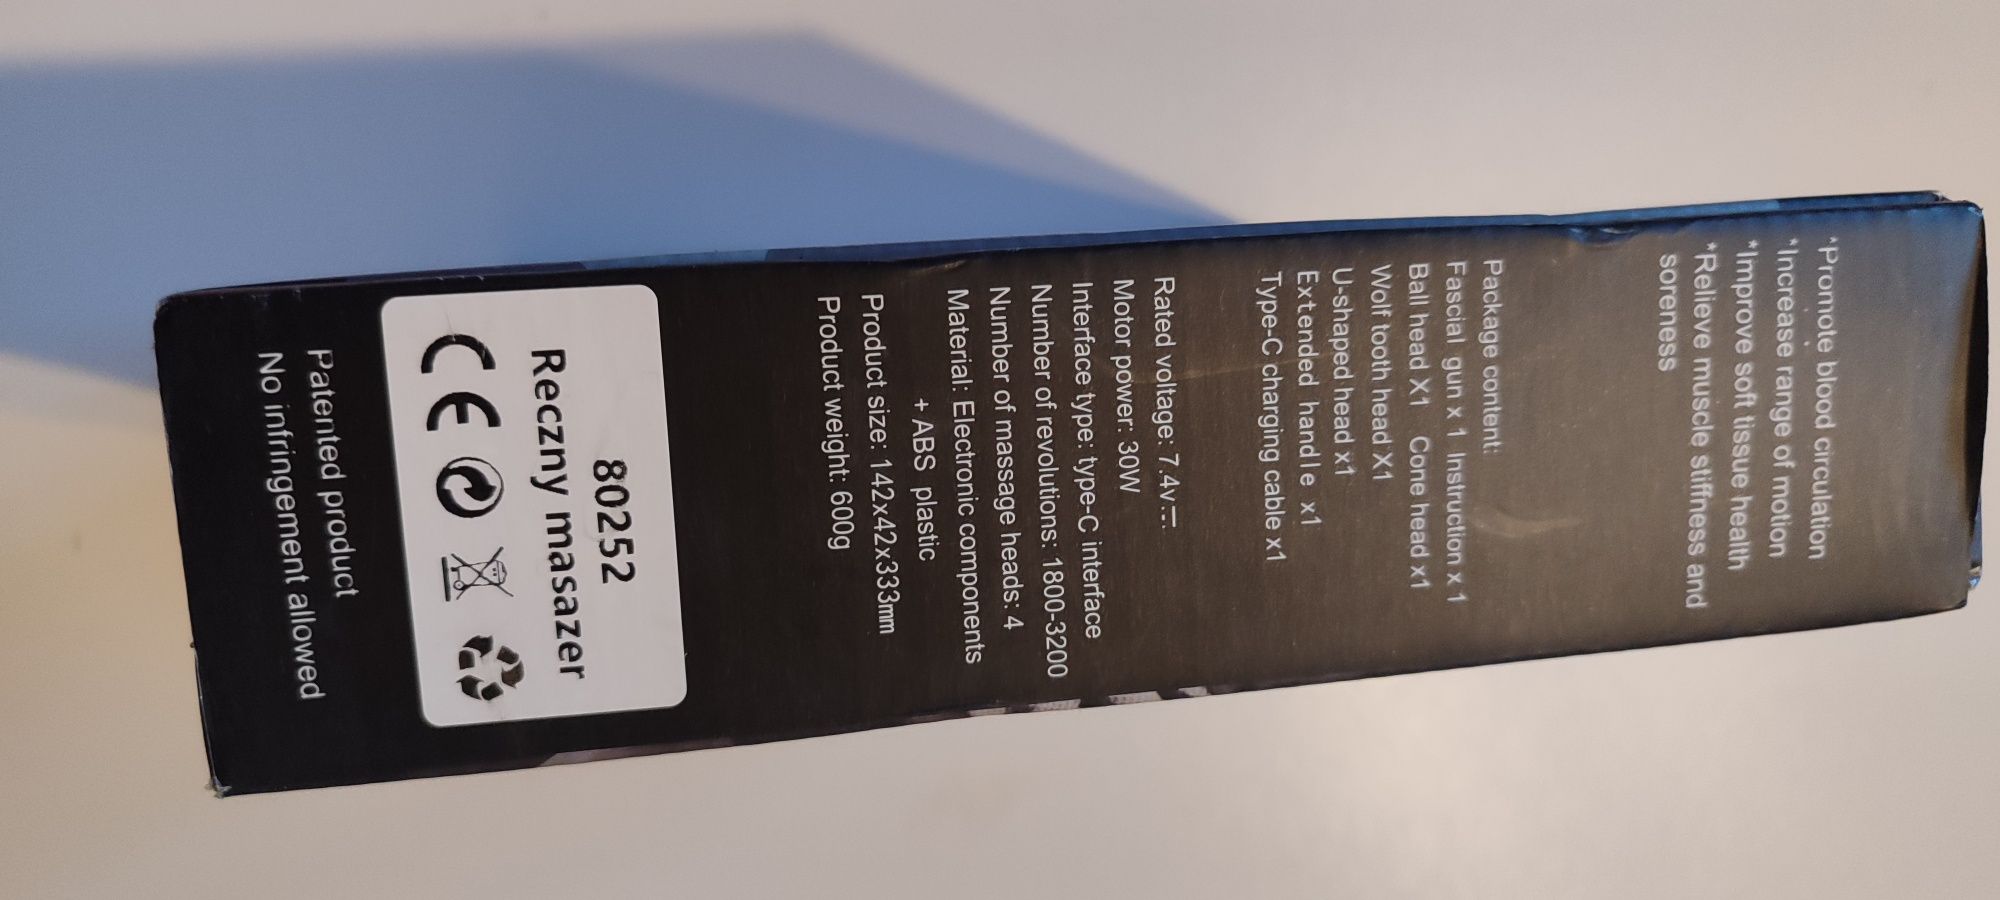 *Promote blood circulation
*Increase range of motion
*Improve soft tissue health
*Relieve muscle stiffness and
soreness
Package content:
Fascial gun x 1 Instruction x 1
Ball head X1 Cone head x1
Wolf tooth head X1
U-shaped head x1
Extended handle x1
Type-C charging cable x1
Rated voltage: 7.4v⎓
Motor power: 30W
Interface type: type-C interface
Number of revolutions: 1800-3200
Number of massage heads: 4
Material: Electronic components
+ ABS plastic
Product size: 142x42x333mm
Product weight: 600g
80252
Reczny masazer
CE
Patented product
No infringement allowed